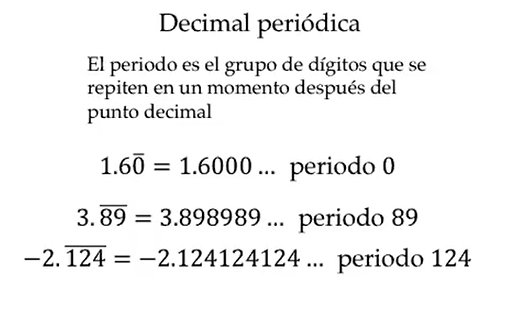 Decimal periódica
El periodo es el grupo de dígitos que se
repiten en un momento después del
punto decimal
1.60̅ = 1.6000 ... periodo 0
3. 8̅9̅ = 3.898989 ... periodo 89
−2. 1̅2̅4̅ = −2.124124124 ... periodo 124